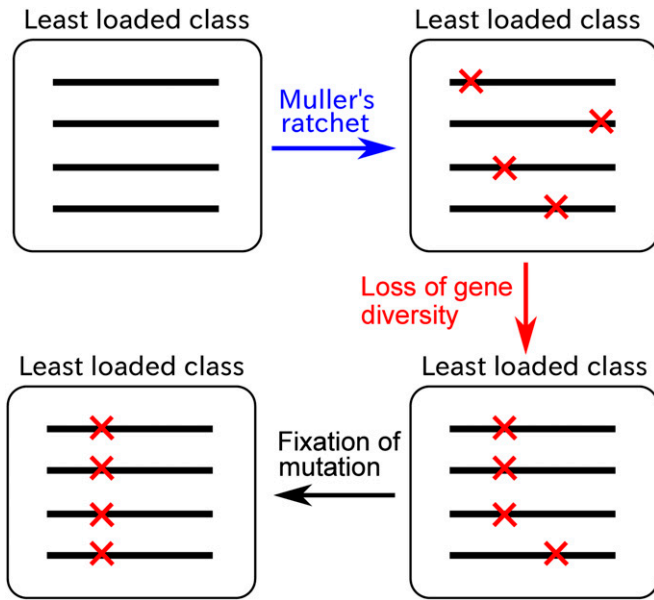 Least loaded class
Least loaded class
Muller's
ratchet
Loss of gene
diversity
Least loaded class
Least loaded class
Fixation of
mutation